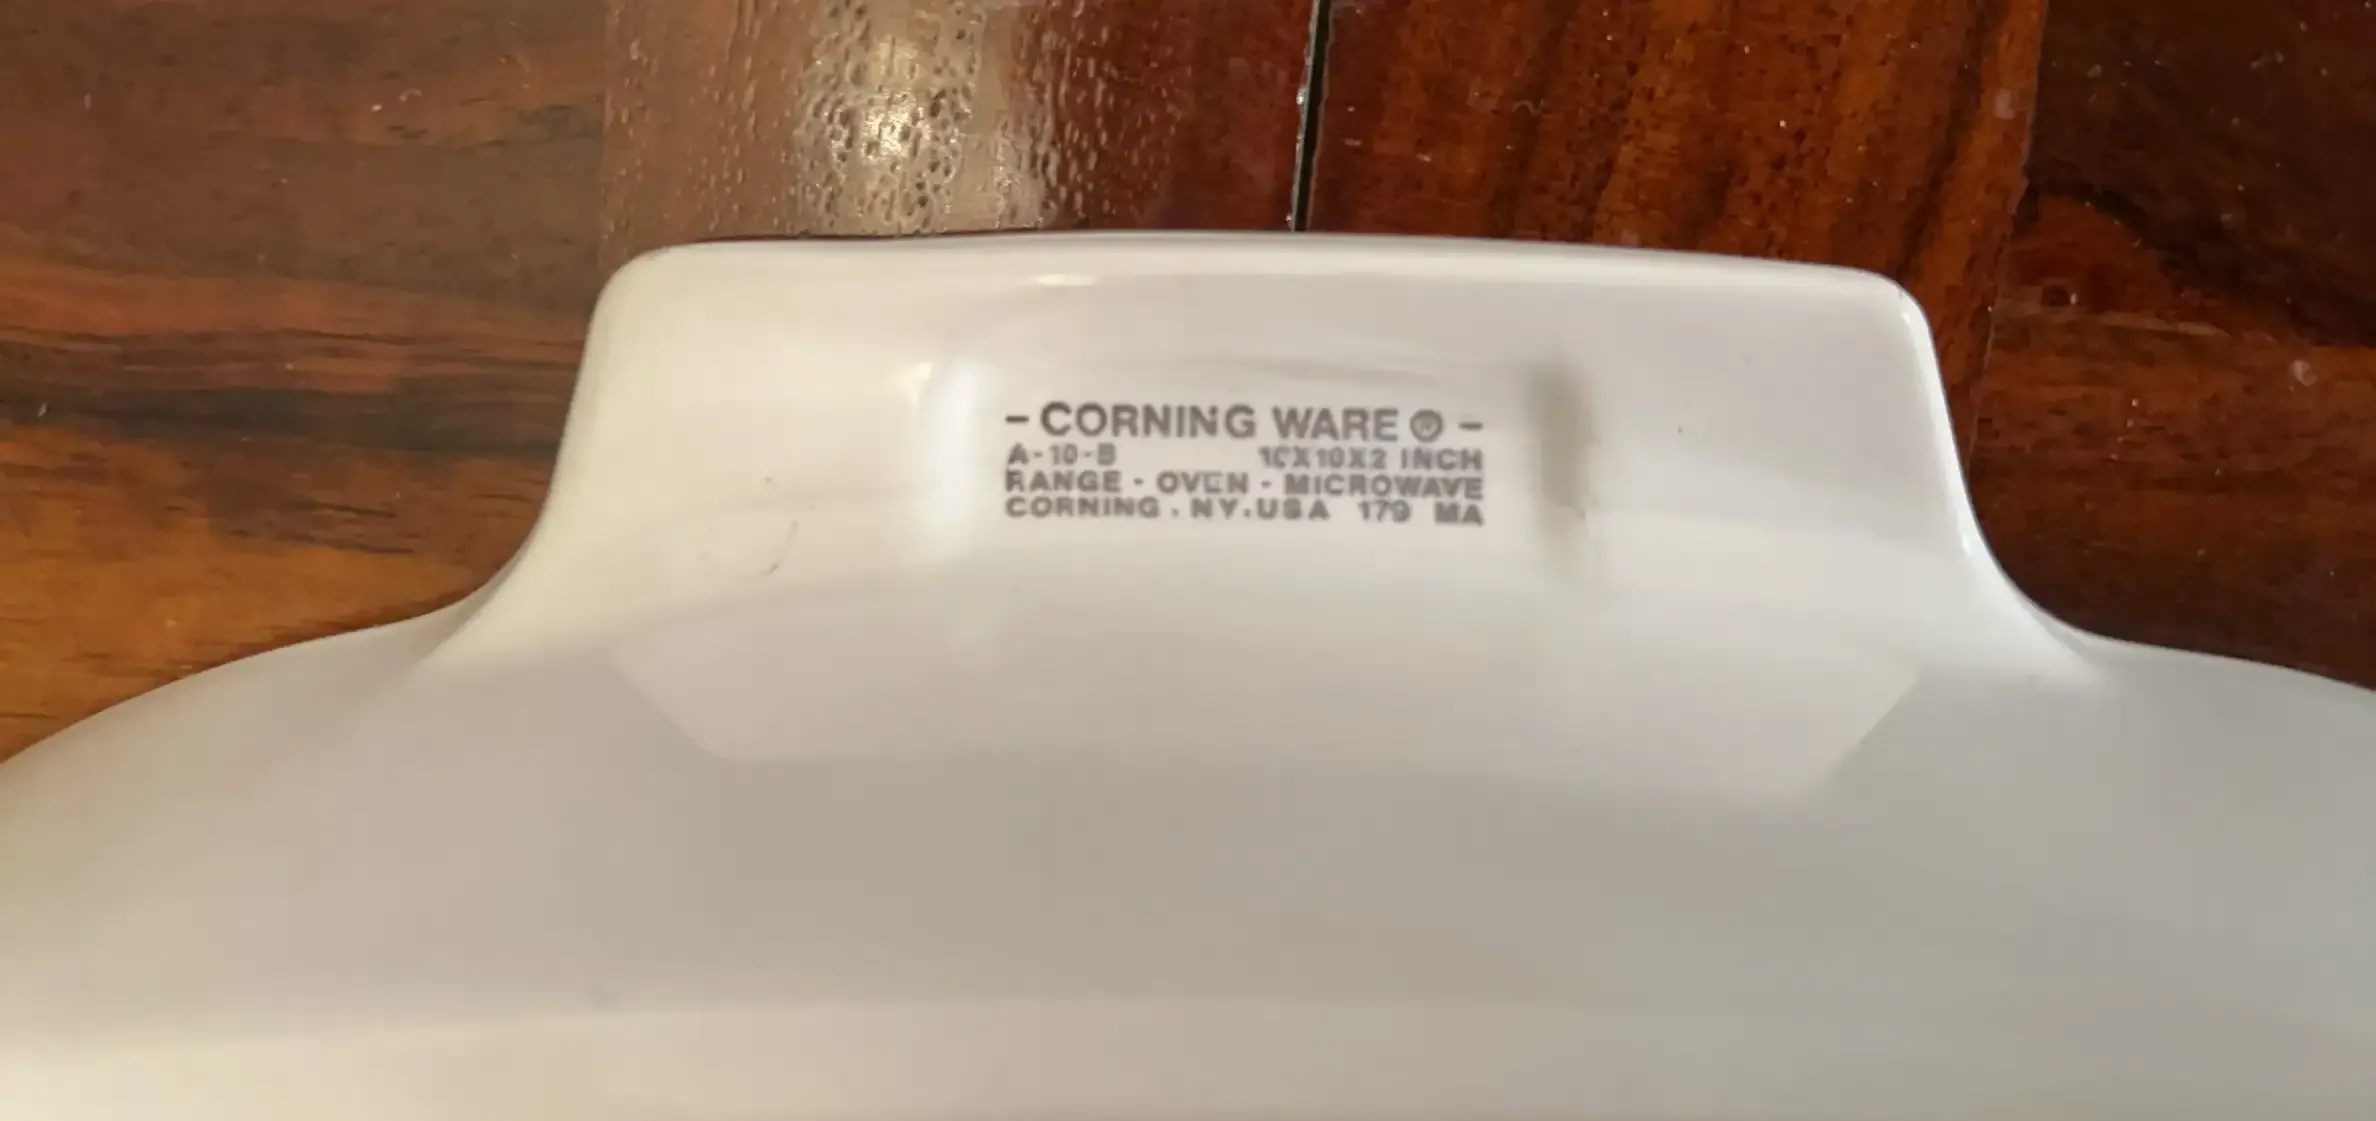 - CORNING WARE ® -
A-10-B 10X10X2 INCH
RANGE - OVEN - MICROWAVE
CORNING . NY. USA 179 MA